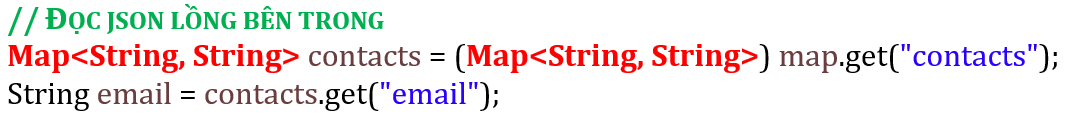 // ĐỌC JSON LỒNG BÊN TRONG
Map<String, String> contacts = (Map<String, String>) map.get("contacts");
String email = contacts.get("email");